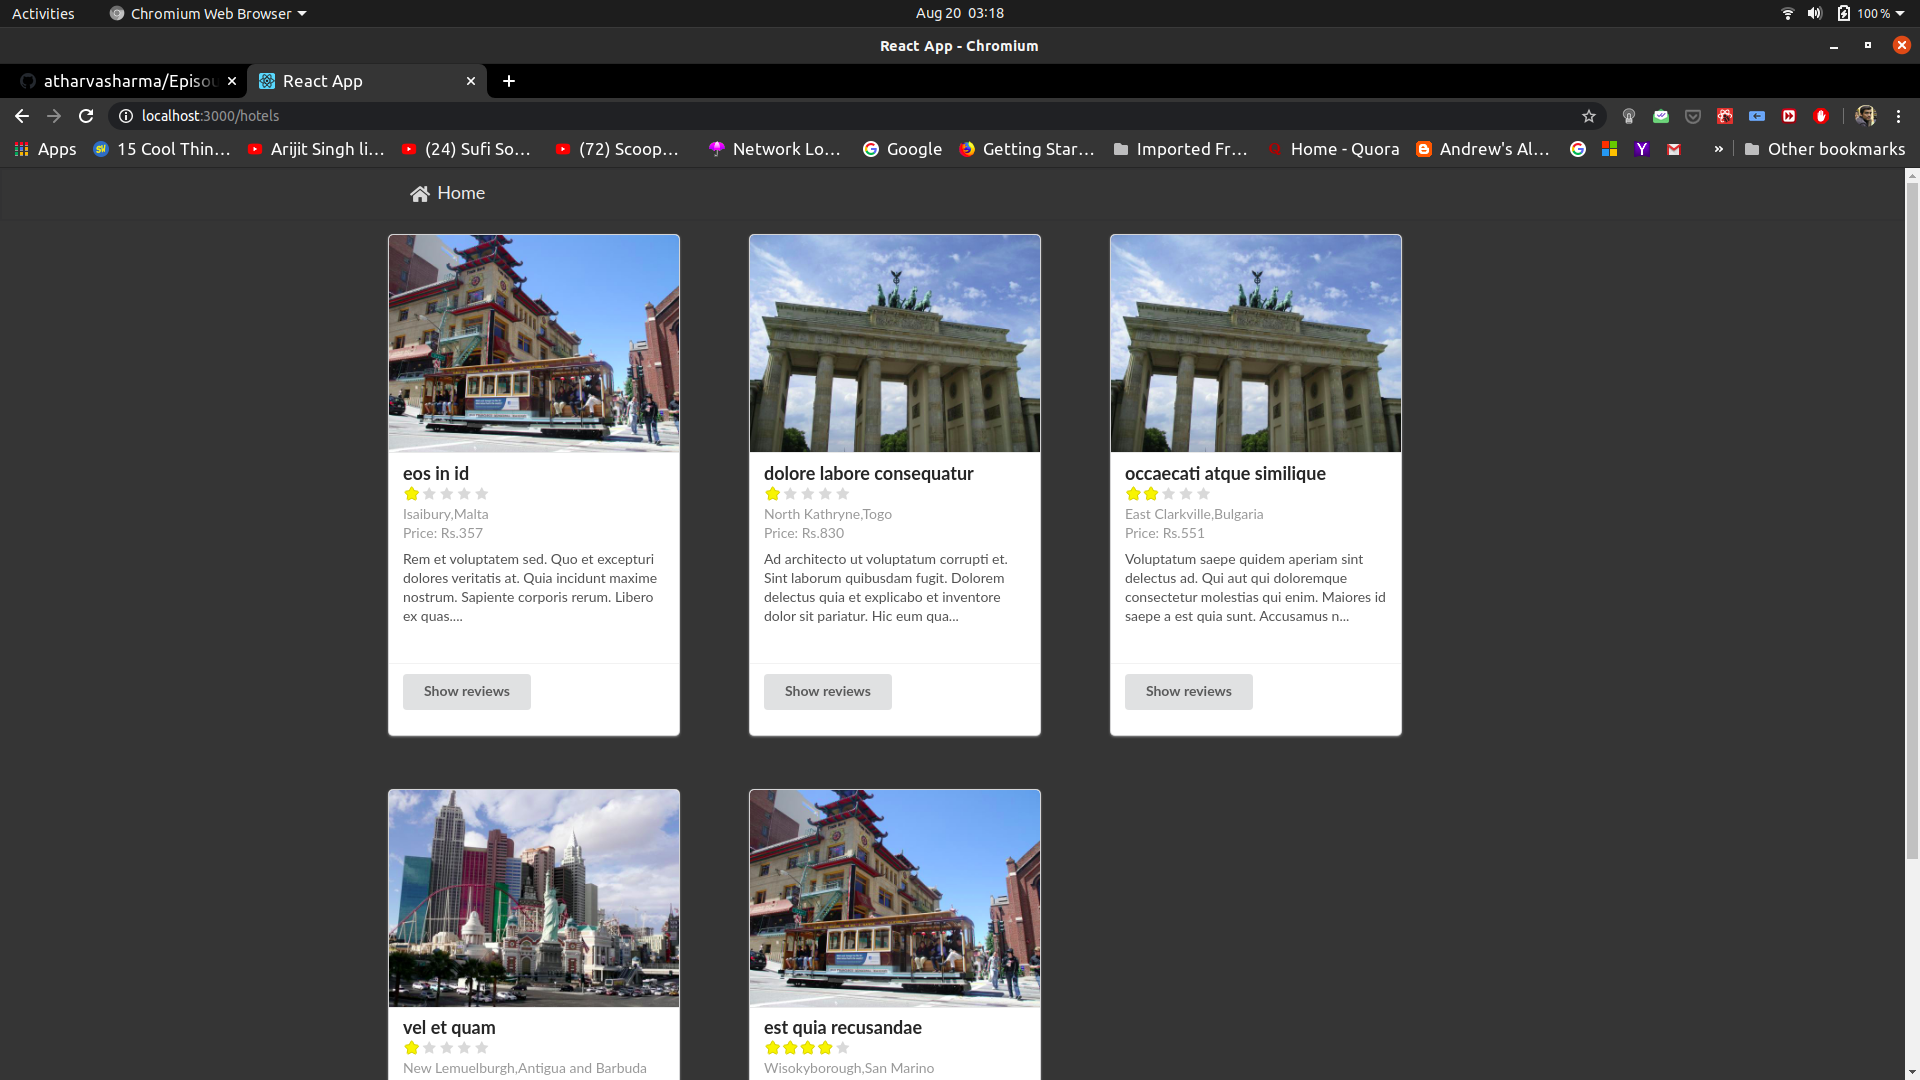 Activities
Chromium Web Browser
Aug 20 03:18
100 %
React App - Chromium
atharvasharma/Episou
React App
localhost:3000/hotels
Apps
15 Cool Thin…
Arijit Singh li…
(24) Sufi So…
(72) Scoop…
Network Lo…
Google
Getting Star…
Imported Fr…
Home - Quora
Andrew's Al…
»
Other bookmarks
Home
eos in id
Isaibury,Malta
Price: Rs.357
Rem et voluptatem sed. Quo et excepturi
dolores veritatis at. Quia incidunt maxime
nostrum. Sapiente corporis rerum. Libero
ex quas....
Show reviews
dolore labore consequatur
North Kathryne,Togo
Price: Rs.830
Ad architecto ut voluptatum corrupti et.
Sint laborum quibusdam fugit. Dolorem
delectus quia et explicabo et inventore
dolor sit pariatur. Hic eum qua...
Show reviews
occaecati atque similique
East Clarkville,Bulgaria
Price: Rs.551
Voluptatum saepe quidem aperiam sint
delectus ad. Qui aut qui doloremque
consectetur molestias qui enim. Maiores id
saepe a est quia sunt. Accusamus n...
Show reviews
vel et quam
New Lemuelburgh,Antigua and Barbuda
est quia recusandae
Wisokyborough,San Marino